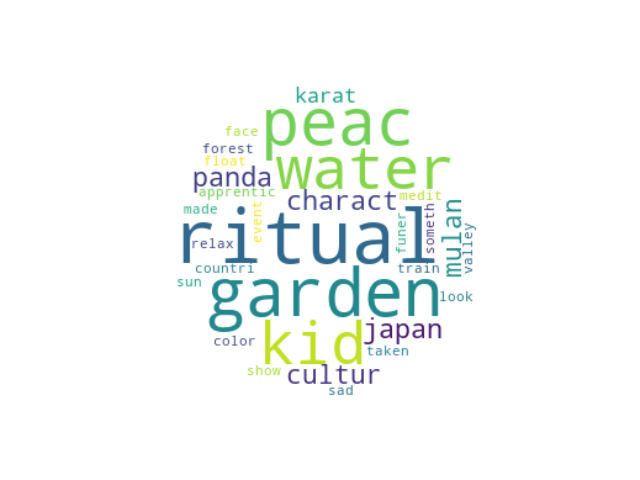 karat
peac
face
forest
water
float
panda
apprentic
charact
medit
made
ritual
event
funer
someth
mulan
valley
relax
countri
train
sun
garden
look
kid
japan
color
taken
show
cultur
sad